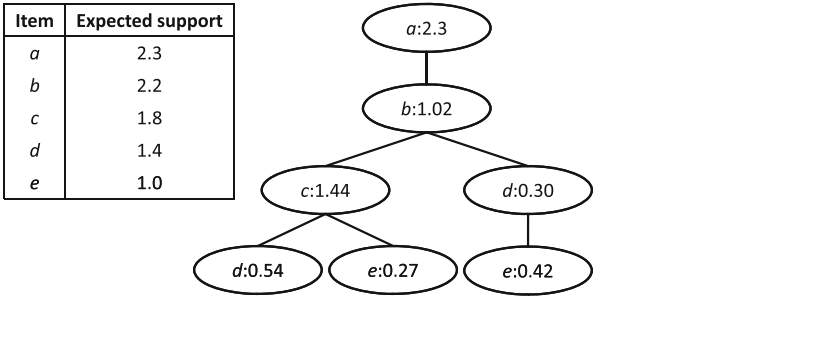 Item Expected support
a 2.3
b 2.2
c 1.8
d 1.4
e 1.0
a:2.3
b:1.02
c:1.44
d:0.30
d:0.54
e:0.27
e:0.42